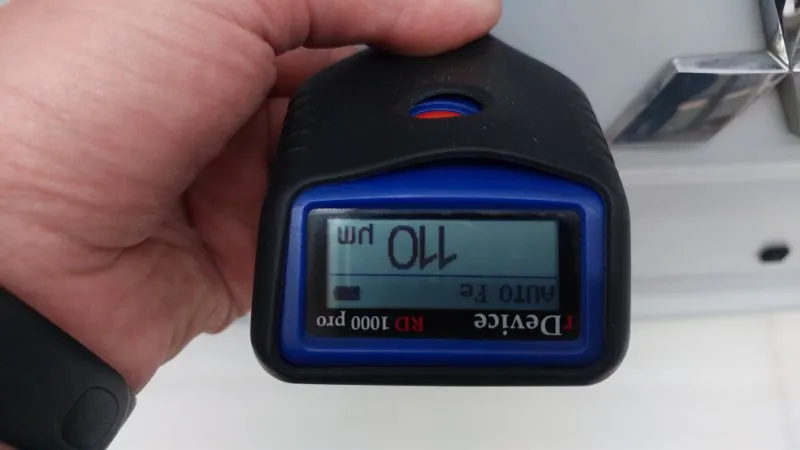 rDevice RD 1000 pro
AUTO Fe
110 µm